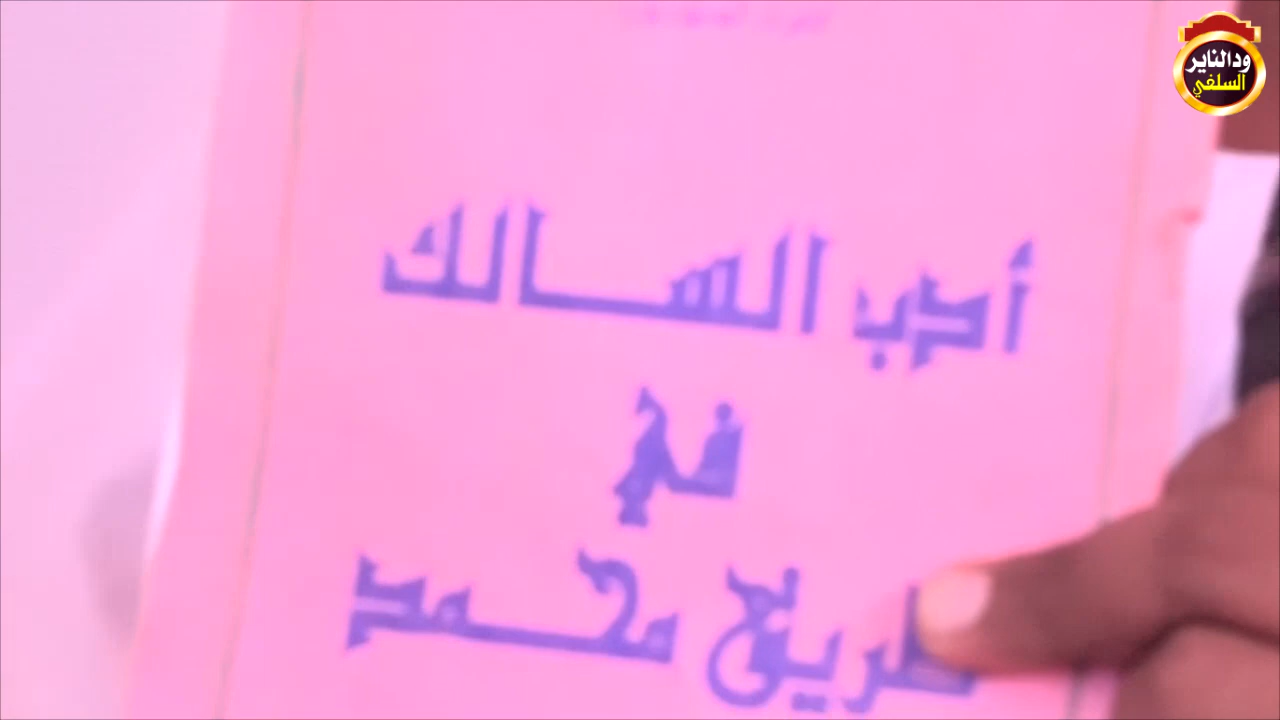 أدب السالك
في
طريق محمد
ودالناير
السلفي